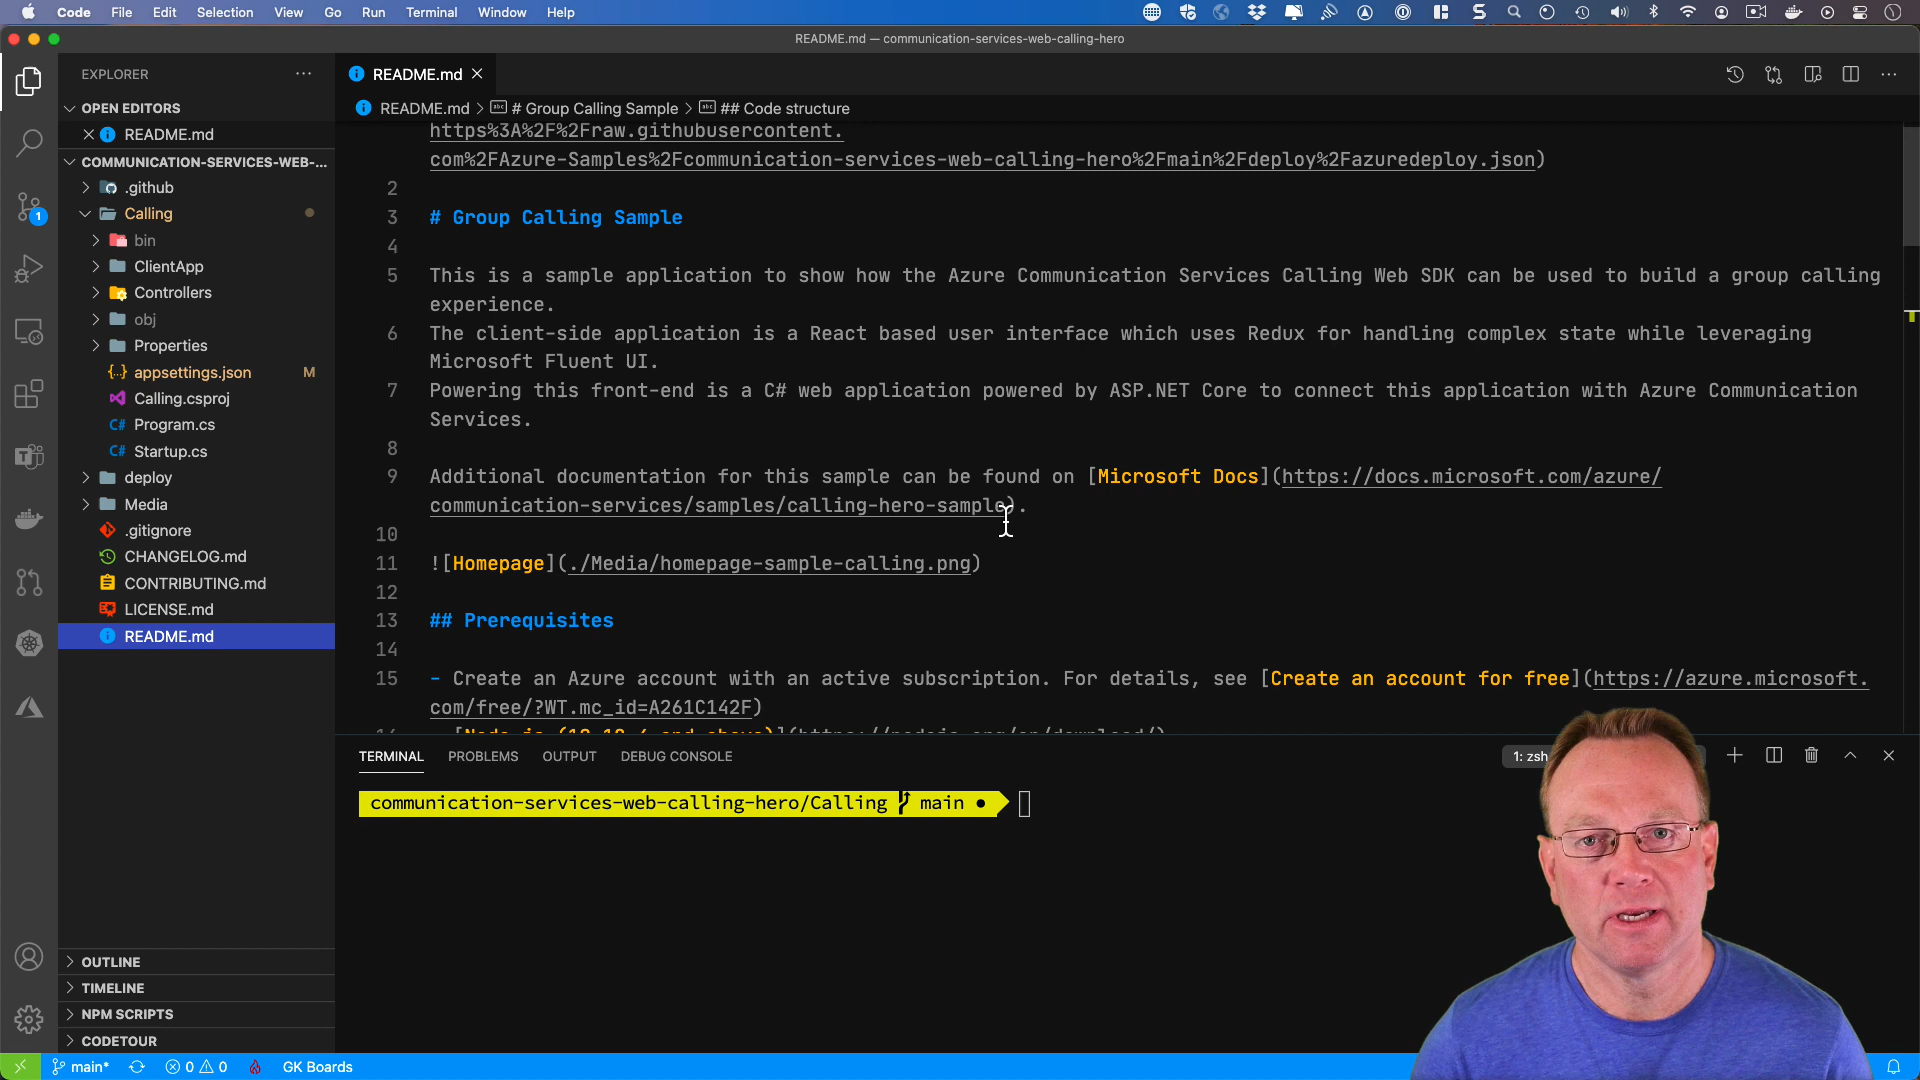 Code File Edit Selection View Go Run Terminal Window Help
README.md — communication-services-web-calling-hero
EXPLORER
README.md
OPEN EDITORS
README.md > # Group Calling Sample > ## Code structure
README.md
COMMUNICATION-SERVICES-WEB-...
.github
Calling
bin
ClientApp
Controllers
obj
Properties
appsettings.json M
Calling.csproj
C# Program.cs
C# Startup.cs
deploy
Media
.gitignore
CHANGELOG.md
CONTRIBUTING.md
LICENSE.md
README.md
OUTLINE
TIMELINE
NPM SCRIPTS
CODETOUR
1
https%3A%2F%2Fraw.githubusercontent.
com%2FAzure-Samples%2Fcommunication-services-web-calling-hero%2Fmain%2Fdeploy%2Fazuredeploy.json)
2
3 # Group Calling Sample
4
5 This is a sample application to show how the Azure Communication Services Calling Web SDK can be used to build a group calling
experience.
6 The client-side application is a React based user interface which uses Redux for handling complex state while leveraging
Microsoft Fluent UI.
7 Powering this front-end is a C# web application powered by ASP.NET Core to connect this application with Azure Communication
Services.
8
9 Additional documentation for this sample can be found on [Microsoft Docs](https://docs.microsoft.com/azure/
communication-services/samples/calling-hero-sample).
10
11 ![Homepage](./Media/homepage-sample-calling.png)
12
13 ## Prerequisites
14
15 - Create an Azure account with an active subscription. For details, see [Create an account for free](https://azure.microsoft.
com/free/?WT.mc_id=A261C142F)
TERMINAL PROBLEMS OUTPUT DEBUG CONSOLE
1: zsh
communication-services-web-calling-hero/Calling main
main* 0 0 GK Boards